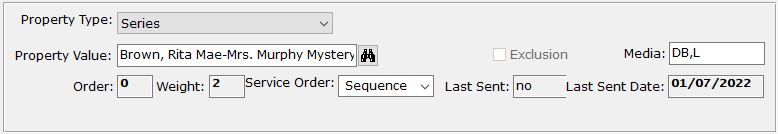 Property Type: Series
Property Value: Brown, Rita Mae-Mrs. Murphy Mystery Exclusion Media: DB,L
Order: 0 Weight: 2 Service Order: Sequence Last Sent: no Last Sent Date: 01/07/2022